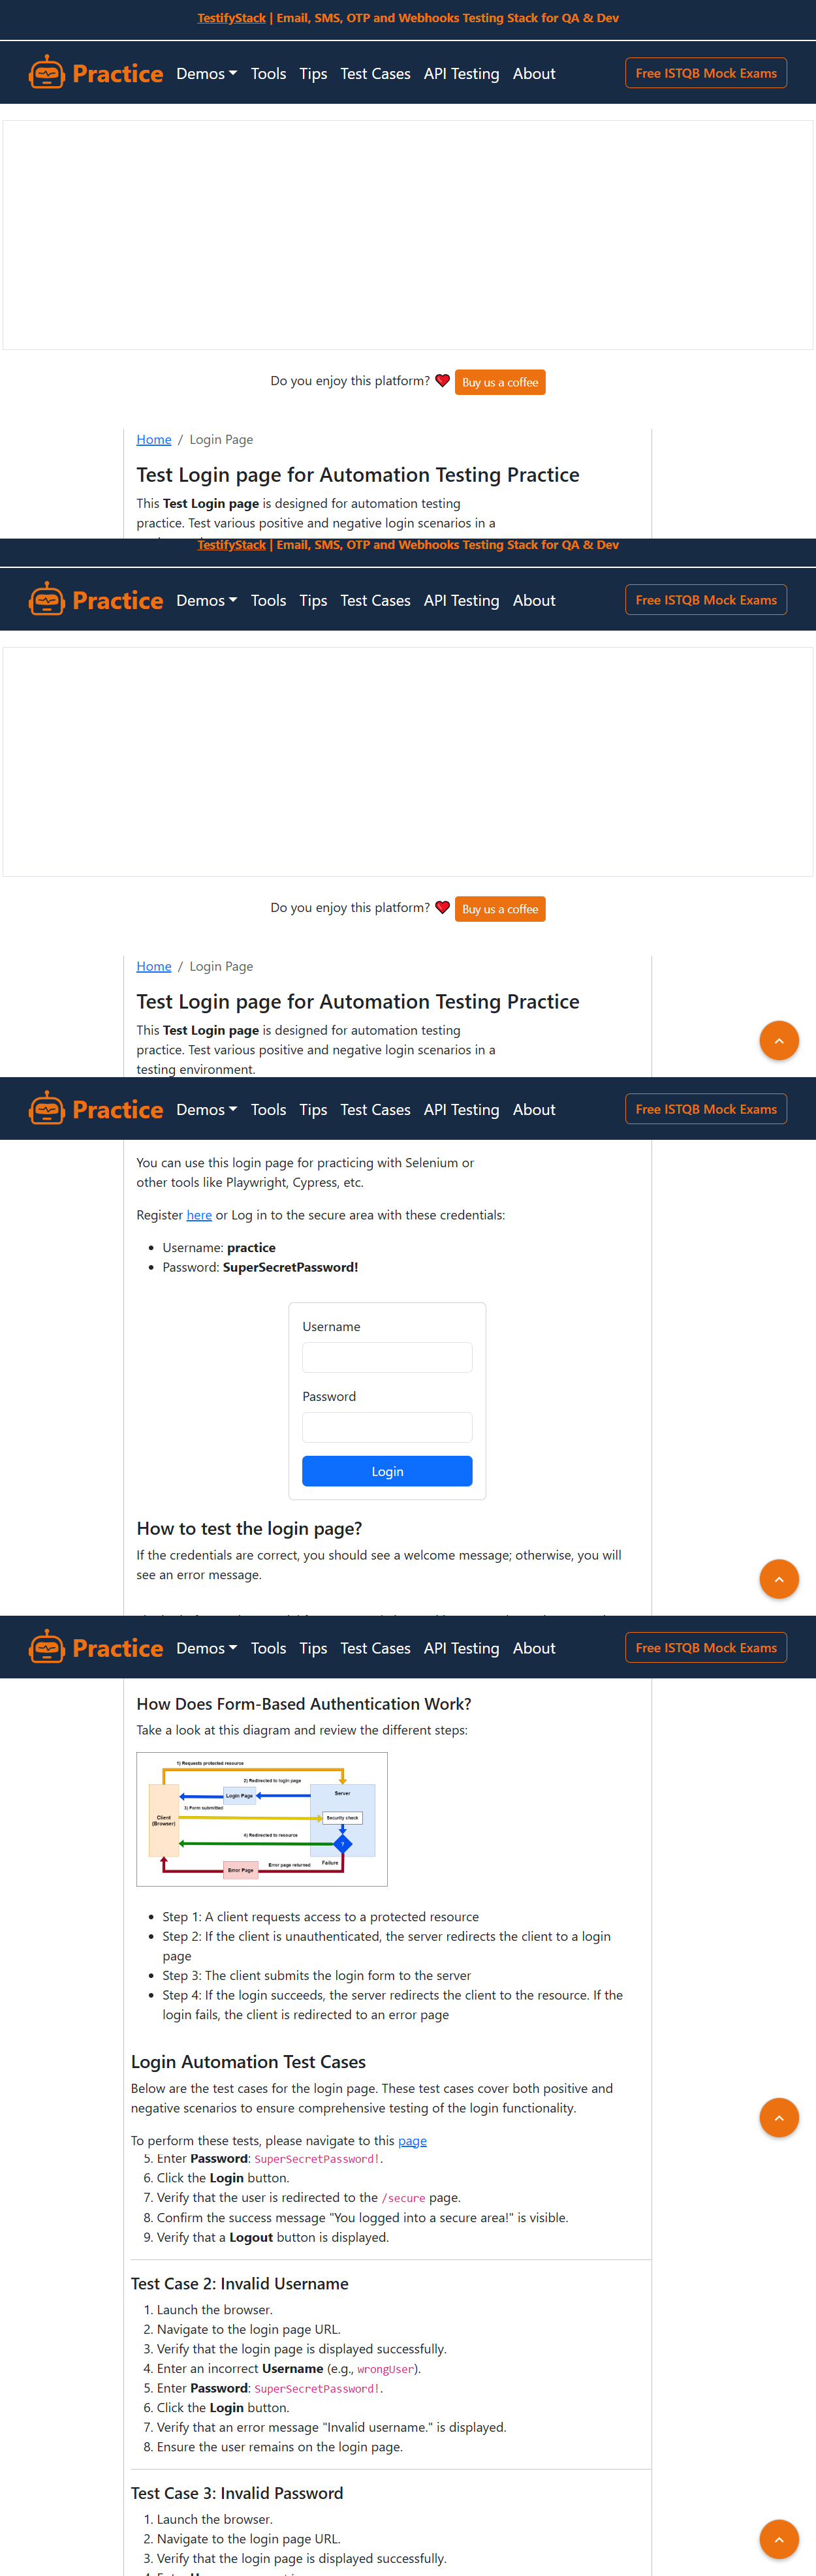 TestifyStack | Email, SMS, OTP and Webhooks Testing Stack for QA & Dev
Practice Demos Tools Tips Test Cases API Testing About Free ISTQB Mock Exams
Do you enjoy this platform? Buy us a coffee
Home / Login Page
Test Login page for Automation Testing Practice
This Test Login page is designed for automation testing
practice. Test various positive and negative login scenarios in a
TestifyStack | Email, SMS, OTP and Webhooks Testing Stack for QA & Dev
Practice Demos Tools Tips Test Cases API Testing About Free ISTQB Mock Exams
Do you enjoy this platform? Buy us a coffee
Home / Login Page
Test Login page for Automation Testing Practice
This Test Login page is designed for automation testing
practice. Test various positive and negative login scenarios in a
testing environment.
Practice Demos Tools Tips Test Cases API Testing About Free ISTQB Mock Exams
You can use this login page for practicing with Selenium or
other tools like Playwright, Cypress, etc.
Register here or Log in to the secure area with these credentials:
• Username: practice
• Password: SuperSecretPassword!
Username
Password
Login
How to test the login page?
If the credentials are correct, you should see a welcome message; otherwise, you will
see an error message.
Practice Demos Tools Tips Test Cases API Testing About Free ISTQB Mock Exams
How Does Form-Based Authentication Work?
Take a look at this diagram and review the different steps:
1) Requests protected resource
2) Redirected to login page
Server
Login Page
3) Form submitted
Client
(Browser)
Security check
4) Redirected to resource
?
Failure
Error page returned
Error Page
• Step 1: A client requests access to a protected resource
• Step 2: If the client is unauthenticated, the server redirects the client to a login
page
• Step 3: The client submits the login form to the server
• Step 4: If the login succeeds, the server redirects the client to the resource. If the
login fails, the client is redirected to an error page
Login Automation Test Cases
Below are the test cases for the login page. These test cases cover both positive and
negative scenarios to ensure comprehensive testing of the login functionality.
To perform these tests, please navigate to this page
5. Enter Password: SuperSecretPassword!.
6. Click the Login button.
7. Verify that the user is redirected to the /secure page.
8. Confirm the success message "You logged into a secure area!" is visible.
9. Verify that a Logout button is displayed.
Test Case 2: Invalid Username
1. Launch the browser.
2. Navigate to the login page URL.
3. Verify that the login page is displayed successfully.
4. Enter an incorrect Username (e.g., wrongUser).
5. Enter Password: SuperSecretPassword!.
6. Click the Login button.
7. Verify that an error message "Invalid username." is displayed.
8. Ensure the user remains on the login page.
Test Case 3: Invalid Password
1. Launch the browser.
2. Navigate to the login page URL.
3. Verify that the login page is displayed successfully.